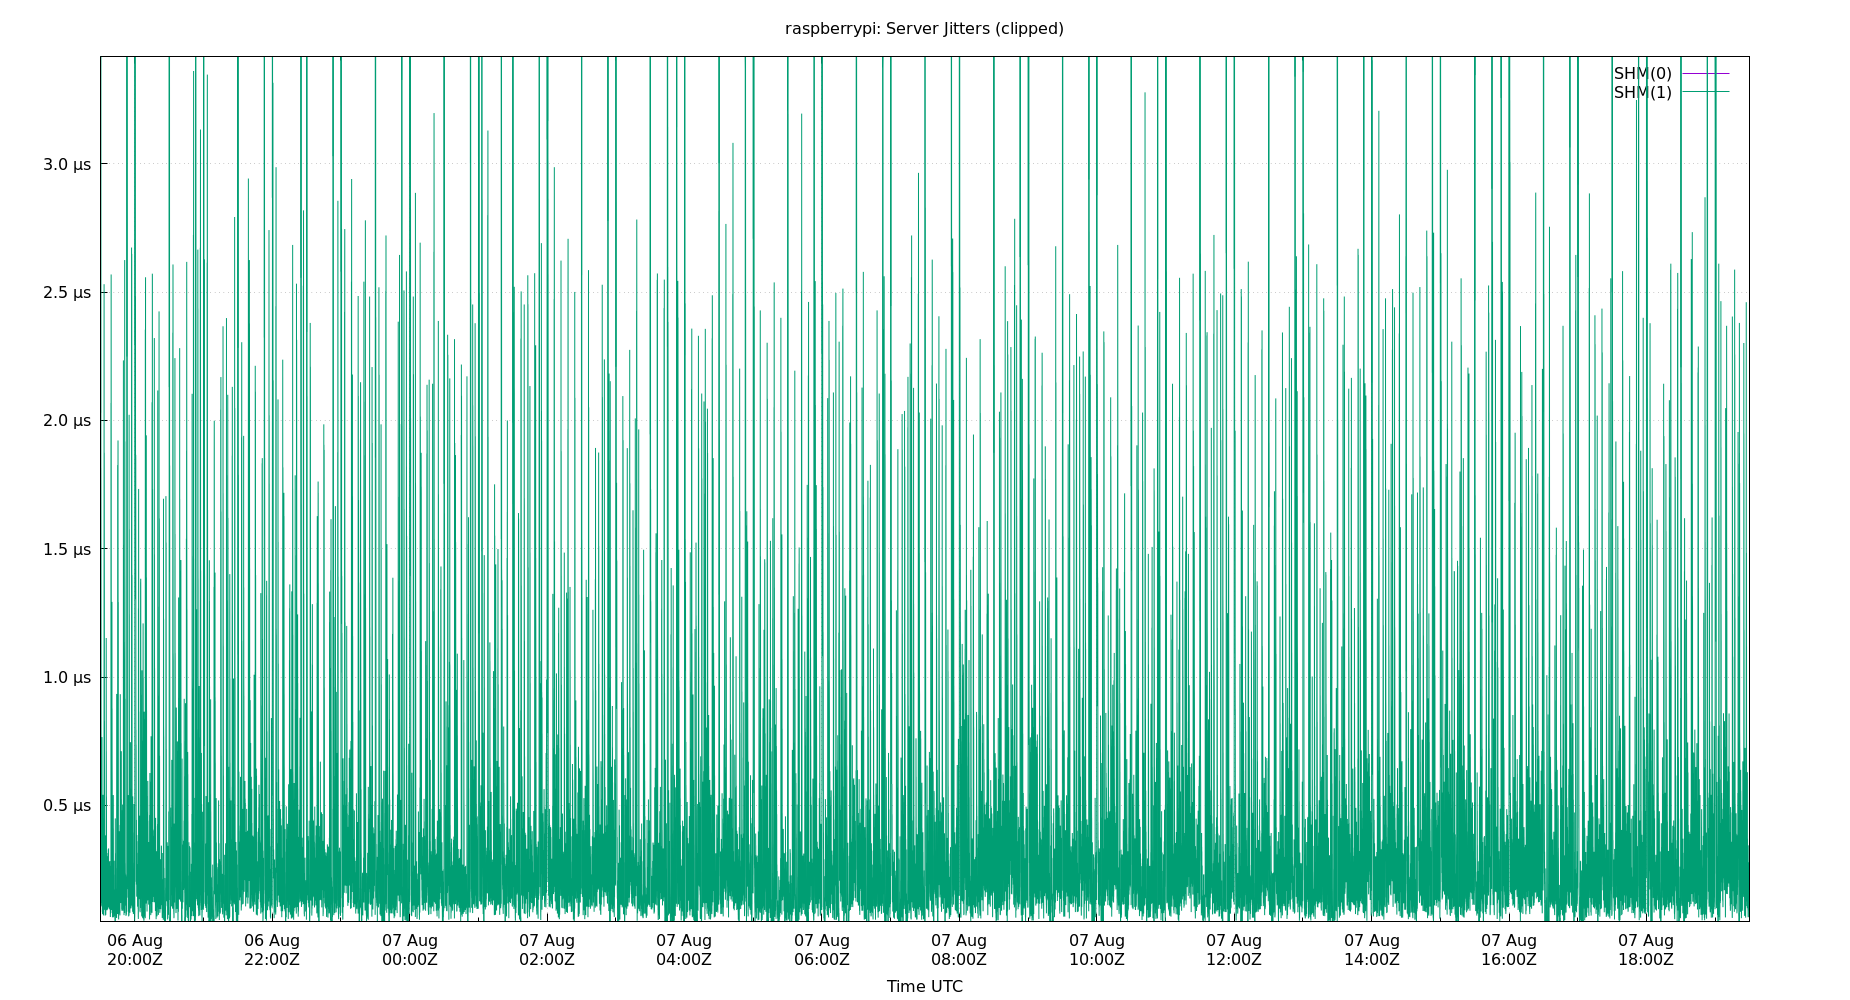 raspberrypi: Server Jitters (clipped)
SHM(0)
SHM(1)
3.0 µs
2.5 µs
2.0 µs
1.5 µs
1.0 µs
0.5 µs
06 Aug 06 Aug 07 Aug 07 Aug 07 Aug 07 Aug 07 Aug 07 Aug 07 Aug 07 Aug 07 Aug 07 Aug
20:00Z 22:00Z 00:00Z 02:00Z 04:00Z 06:00Z 08:00Z 10:00Z 12:00Z 14:00Z 16:00Z 18:00Z
Time UTC